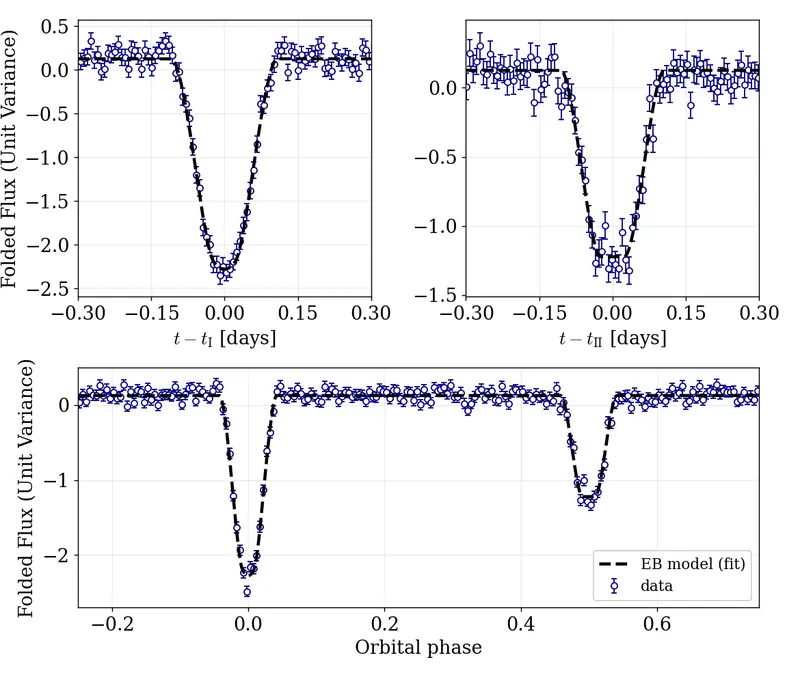 Folded Flux (Unit Variance)
0.5
0.0
−0.5
−1.0
−1.5
−2.0
−2.5
−0.30 −0.15 0.00 0.15 0.30
t − tI [days]
0.0
−0.5
−1.0
−1.5
−0.30 −0.15 0.00 0.15 0.30
t − tII [days]
Folded Flux (Unit Variance)
0
−1
−2
−0.2 0.0 0.2 0.4 0.6
Orbital phase
EB model (fit)
data